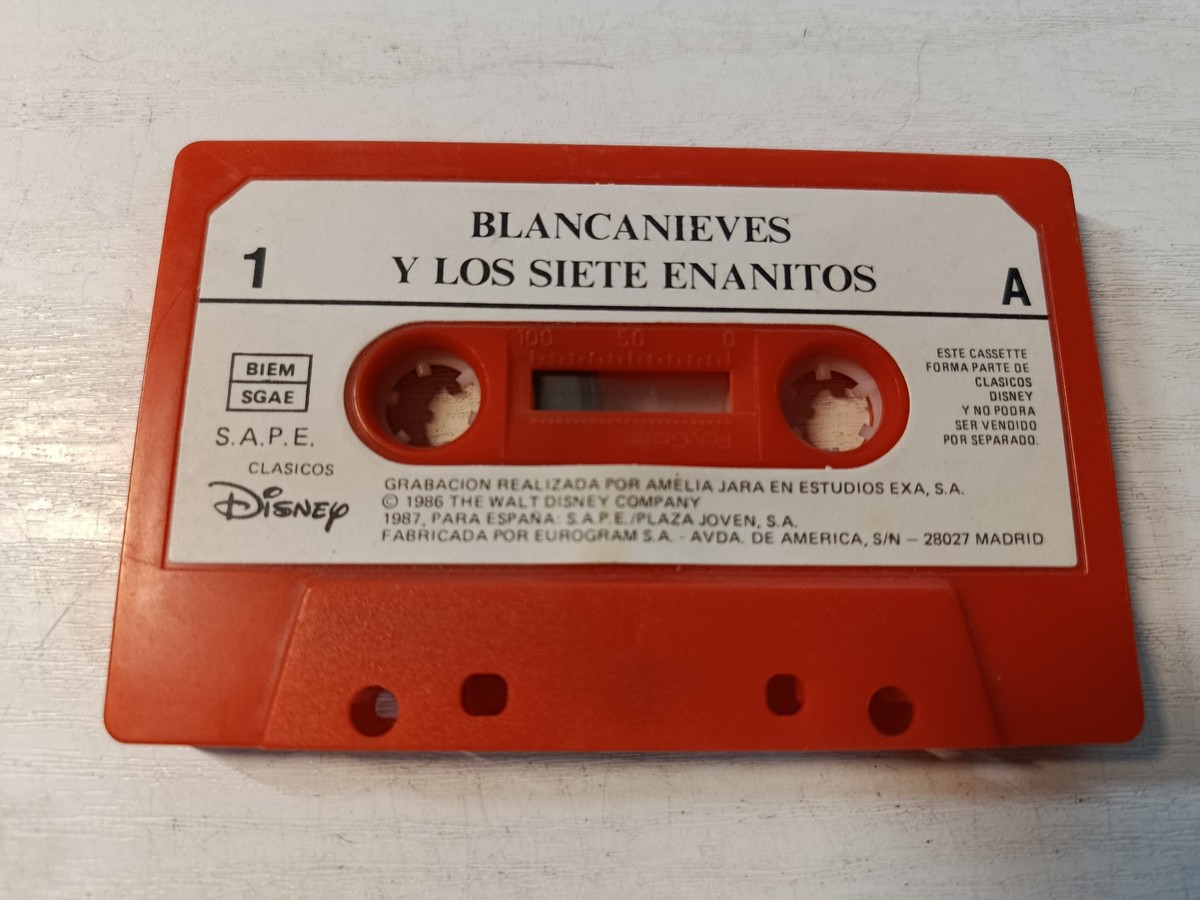 BLANCANIEVES
1 Y LOS SIETE ENANITOS A
100 50 0
BIEM
SGAE
S.A.P.E.
CLASICOS
DISNEY
ESTE CASSETTE
FORMA PARTE DE
CLASICOS
DISNEY
Y NO PODRA
SER VENDIDO
POR SEPARADO.
GRABACION REALIZADA POR AMELIA JARA EN ESTUDIOS EXA, S.A.
© 1986 THE WALT DISNEY COMPANY
1987, PARA ESPAÑA: S.A.P.E./PLAZA JOVEN, S.A.
FABRICADA POR EUROGRAM S.A. - AVDA. DE AMERICA, S/N – 28027 MADRID